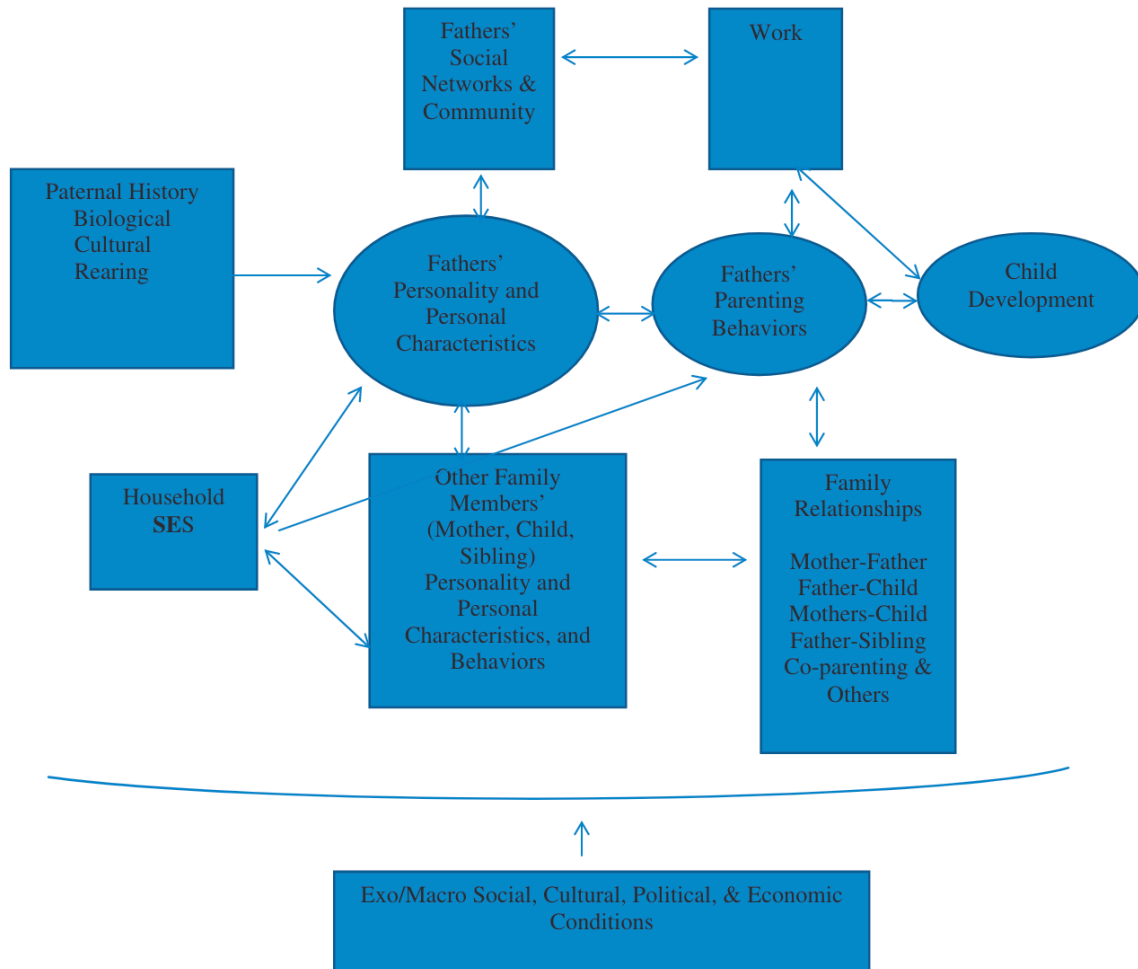 Fathers’
Social
Networks &
Community
Work
Paternal History
Biological
Cultural
Rearing
Fathers’
Personality and
Personal
Characteristics
Fathers’
Parenting
Behaviors
Child
Development
Household
SES
Other Family
Members’
(Mother, Child,
Sibling)
Personality and
Personal
Characteristics, and
Behaviors
Family
Relationships
Mother-Father
Father-Child
Mothers-Child
Father-Sibling
Co-parenting &
Others
Exo/Macro Social, Cultural, Political, & Economic
Conditions